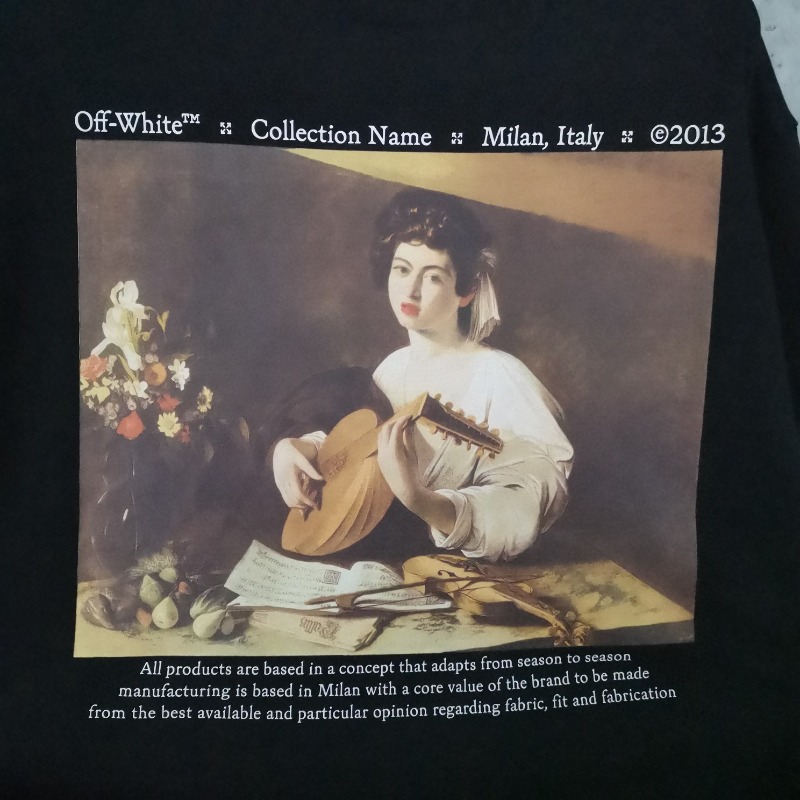 Off-White™ Collection Name Milan, Italy ⓔ2013
All products are based in a concept that adapts from season to season
manufacturing is based in Milan with a core value of the brand to be made
from the best available and particular opinion regarding fabric, fit and fabrication